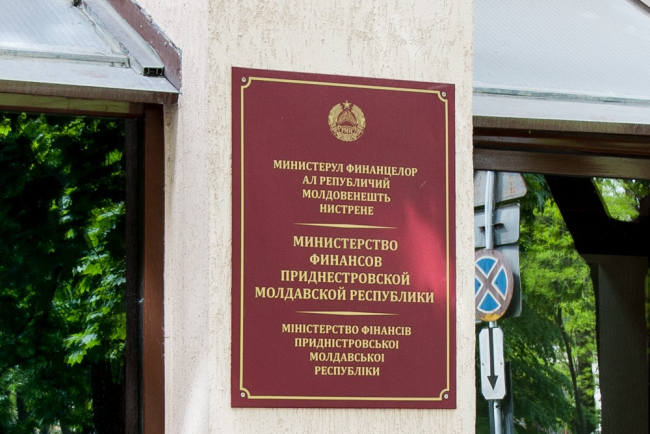 МИНИСТЕРУЛ ФИНАНЦЕЛОР
АЛ РЕПУБЛИЧИЙ
МОЛДОВЕНЕШТЬ
НИСТРЕНЕ
МИНИСТЕРСТВО
ФИНАНСОВ
ПРИДНЕСТРОВСКОЙ
МОЛДАВСКОЙ РЕСПУБЛИКИ
МІНІСТЕРСТВО ФІНАНСІВ
ПРИДНІСТРОВСЬКОЇ
МОЛДАВСЬКОЇ
РЕСПУБЛІКИ